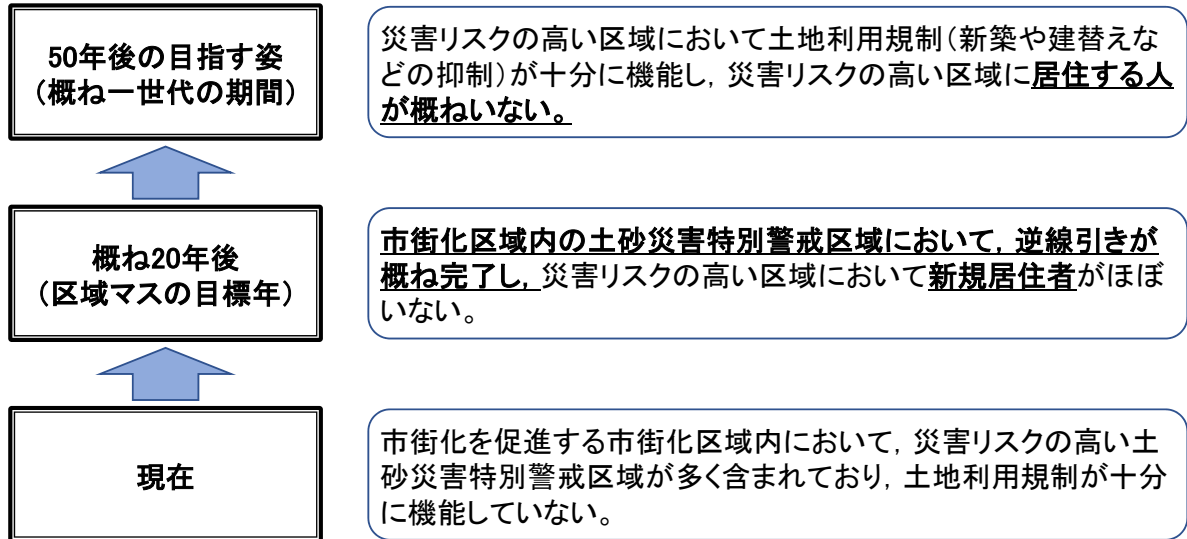 50年後の目指す姿
（概ね一世代の期間）
災害リスクの高い区域において土地利用規制（新築や建替えな
どの抑制）が十分に機能し，災害リスクの高い区域に居住する人
が概ねいない。
概ね20年後
（区域マスの目標年）
市街化区域内の土砂災害特別警戒区域において，逆線引きが
概ね完了し，災害リスクの高い区域において新規居住者がほぼ
いない。
現在
市街化を促進する市街化区域内において，災害リスクの高い土
砂災害特別警戒区域が多く含まれており，土地利用規制が十分
に機能していない。